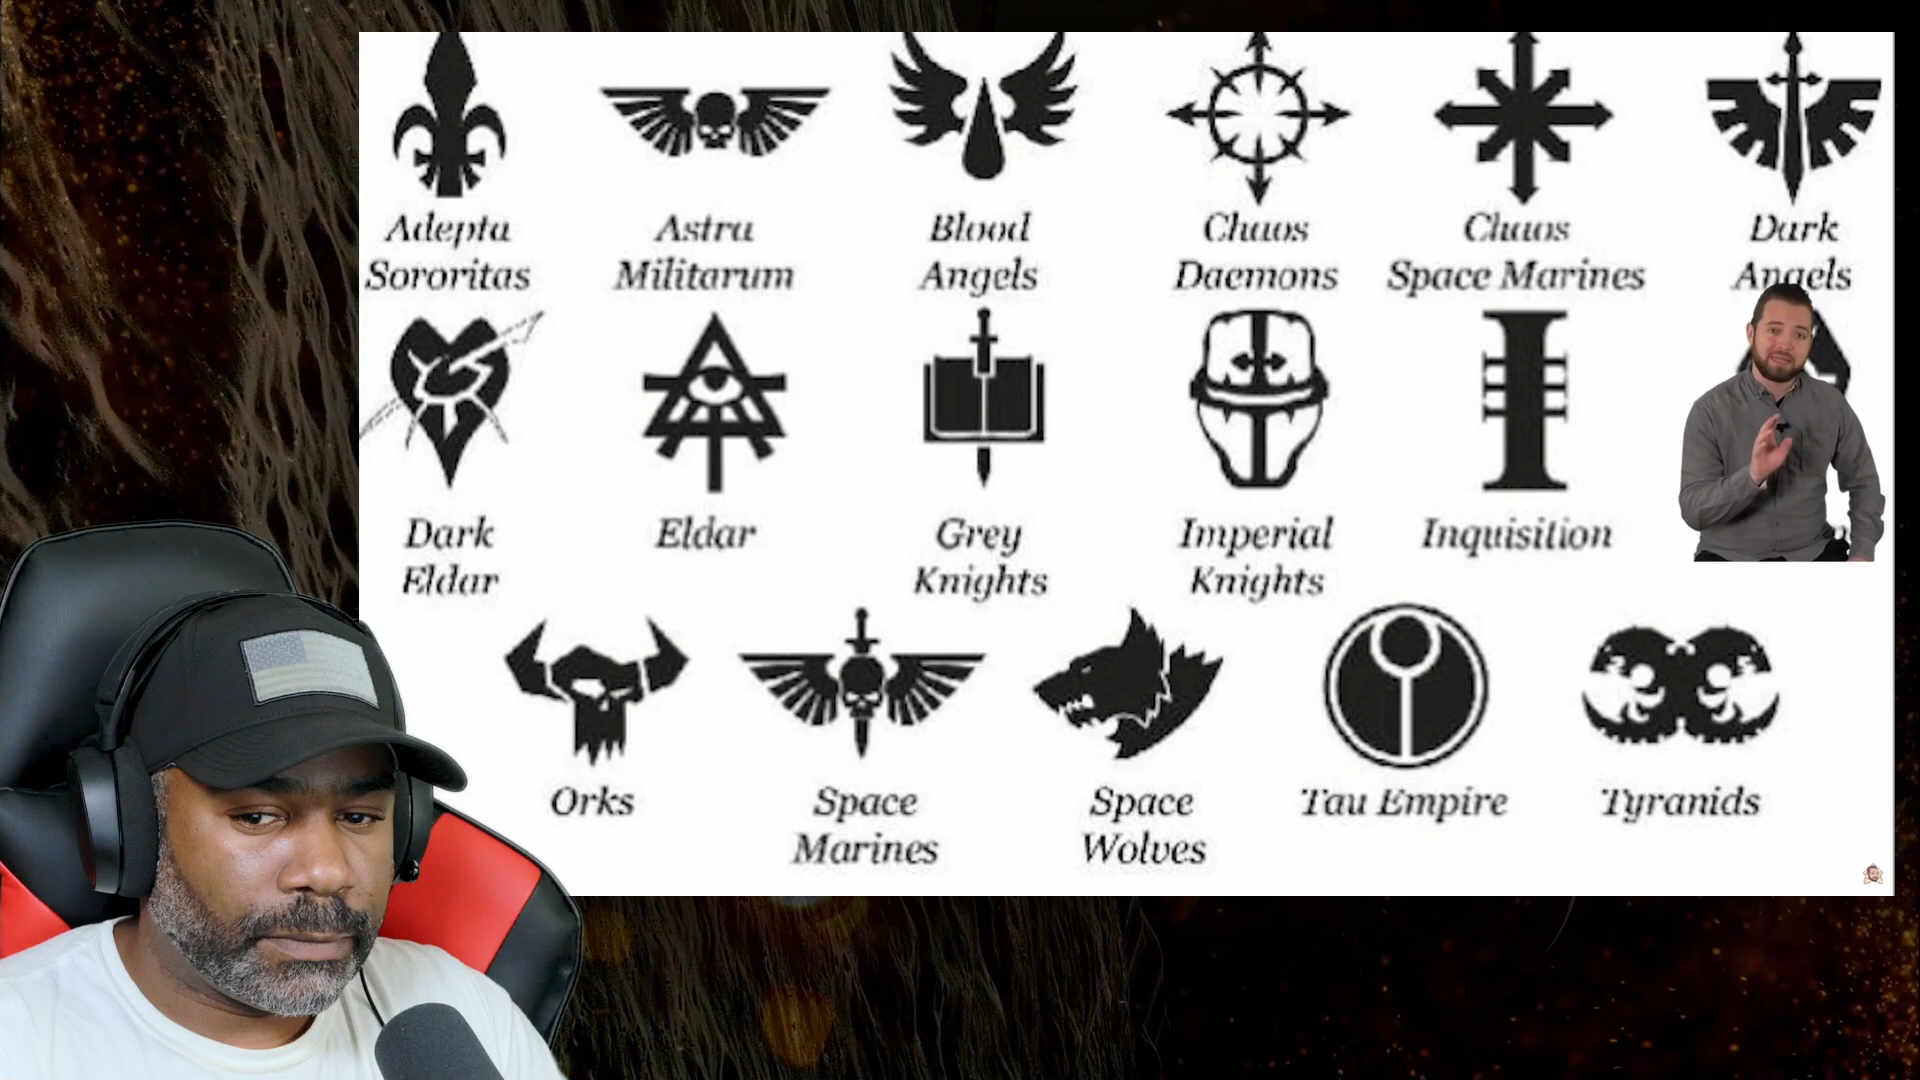 Adepta
Sororitas
Astra
Militarum
Blood
Angels
Chaos
Daemons
Chaos
Space Marines
Dark
Angels
Dark
Eldar
Eldar
Grey
Knights
Imperial
Knights
Inquisition
Orks
Space
Marines
Space
Wolves
Tau Empire
Tyranids